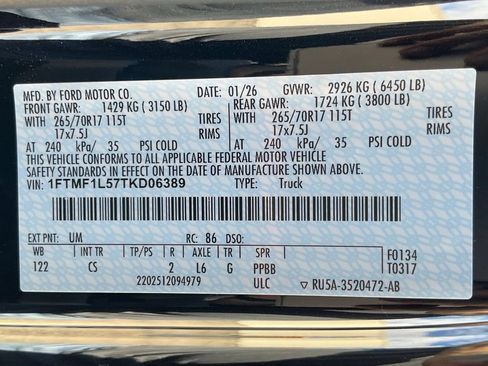 MFD. BY FORD MOTOR CO. DATE: 01/26 GVWR: 2926 KG ( 6450 LB)
FRONT GAWR: 1429 KG ( 3150 LB) REAR GAWR: 1724 KG ( 3800 LB)
WITH 265/70R17 115T TIRES WITH 265/70R17 115T TIRES
17x7.5J RIMS 17x7.5J RIMS
AT 240 kPa/ 35 PSI COLD AT 240 kPa/ 35 PSI COLD
THIS VEHICLE CONFORMS TO ALL APPLICABLE FEDERAL MOTOR VEHICLE
SAFETY STANDARDS IN EFFECT ON THE DATE OF MANUFACTURE SHOWN ABOVE.
VIN: 1FTMF1L57TKD06389 TYPE: Truck
EXT PNT: UM RC: 86 DSO:
WB INT TR TP/PS R AXLE TR SPR F0134
122 CS 2 L6 G PPBB T0317
2202512094979 ULC ▽ RU5A-3520472-AB